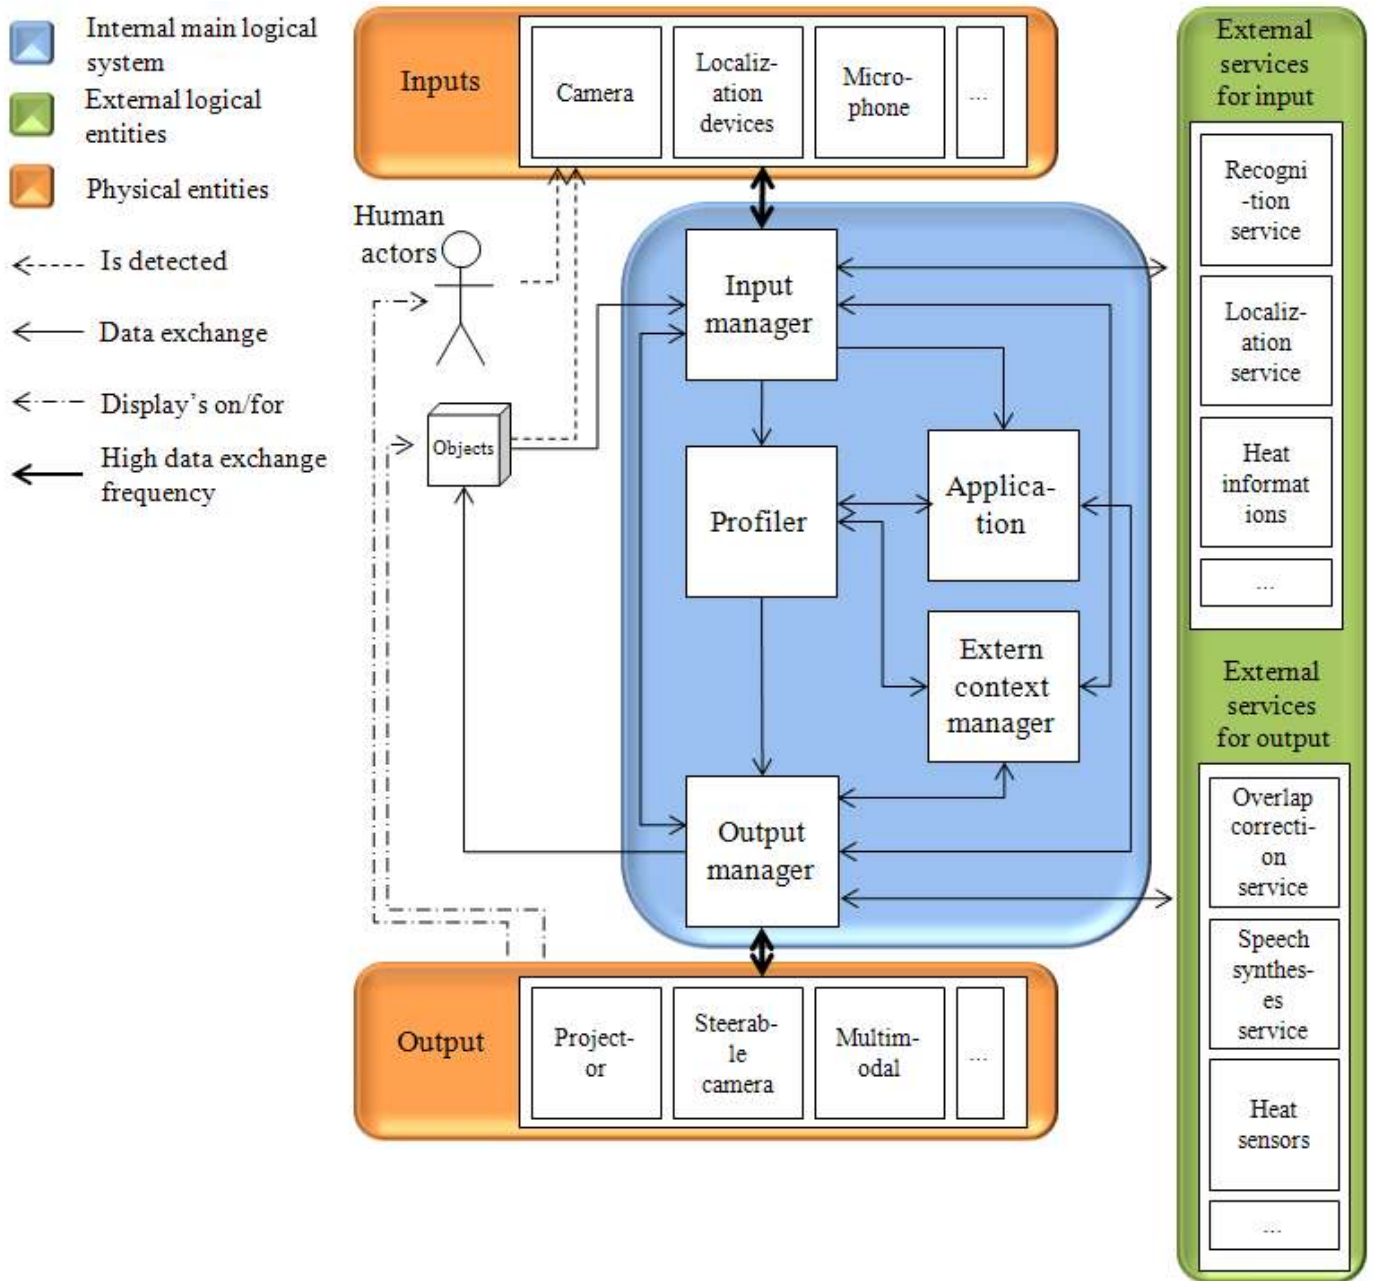 Internal main logical
system
External logical
entities
Physical entities
Is detected
Data exchange
Display's on/for
High data exchange
frequency
Inputs
Camera
Localiz-
ation
devices
Micro-
phone
...
Human
actors
Objects
Input
manager
Profiler
Applica-
tion
Extern
context
manager
Output
manager
Output
Project-
or
Steerab-
le
camera
Multim-
odal
...
External
services
for input
Recogni
-tion
service
Localiz-
ation
service
Heat
informat
ions
...
External
services
for output
Overlap
correcti-
on
service
Speech
synthes-
es
service
Heat
sensors
...